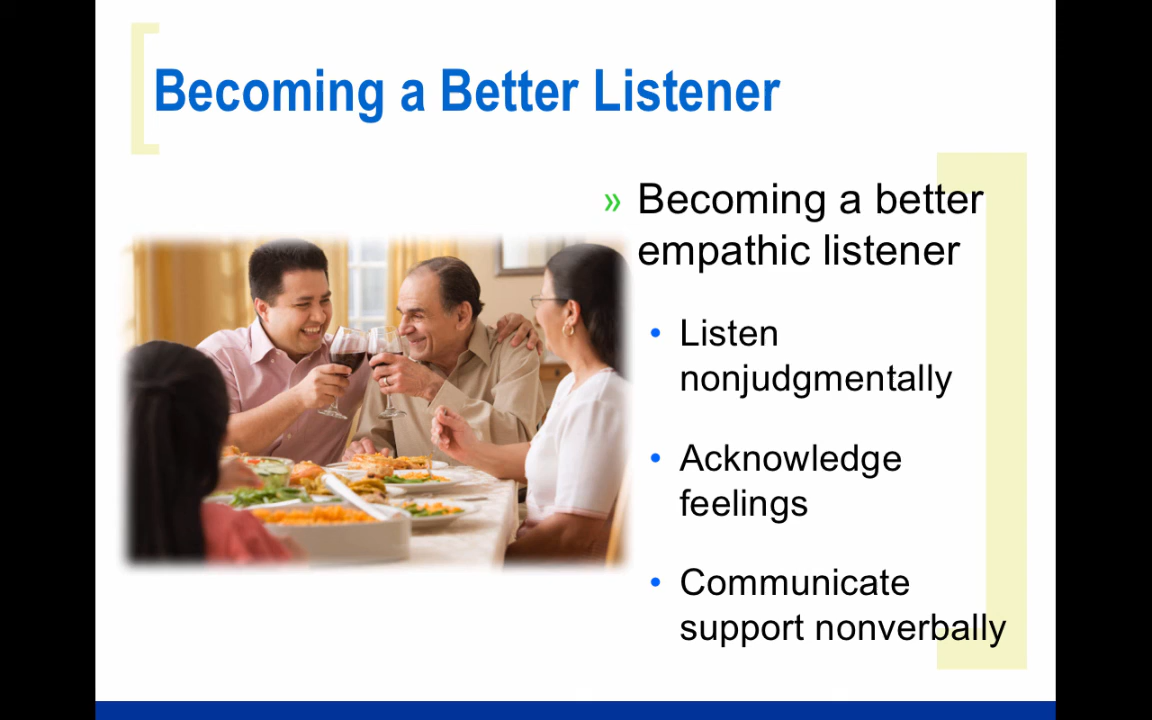 Becoming a Better Listener
» Becoming a better
empathic listener
• Listen
nonjudgmentally
• Acknowledge
feelings
• Communicate
support nonverbally